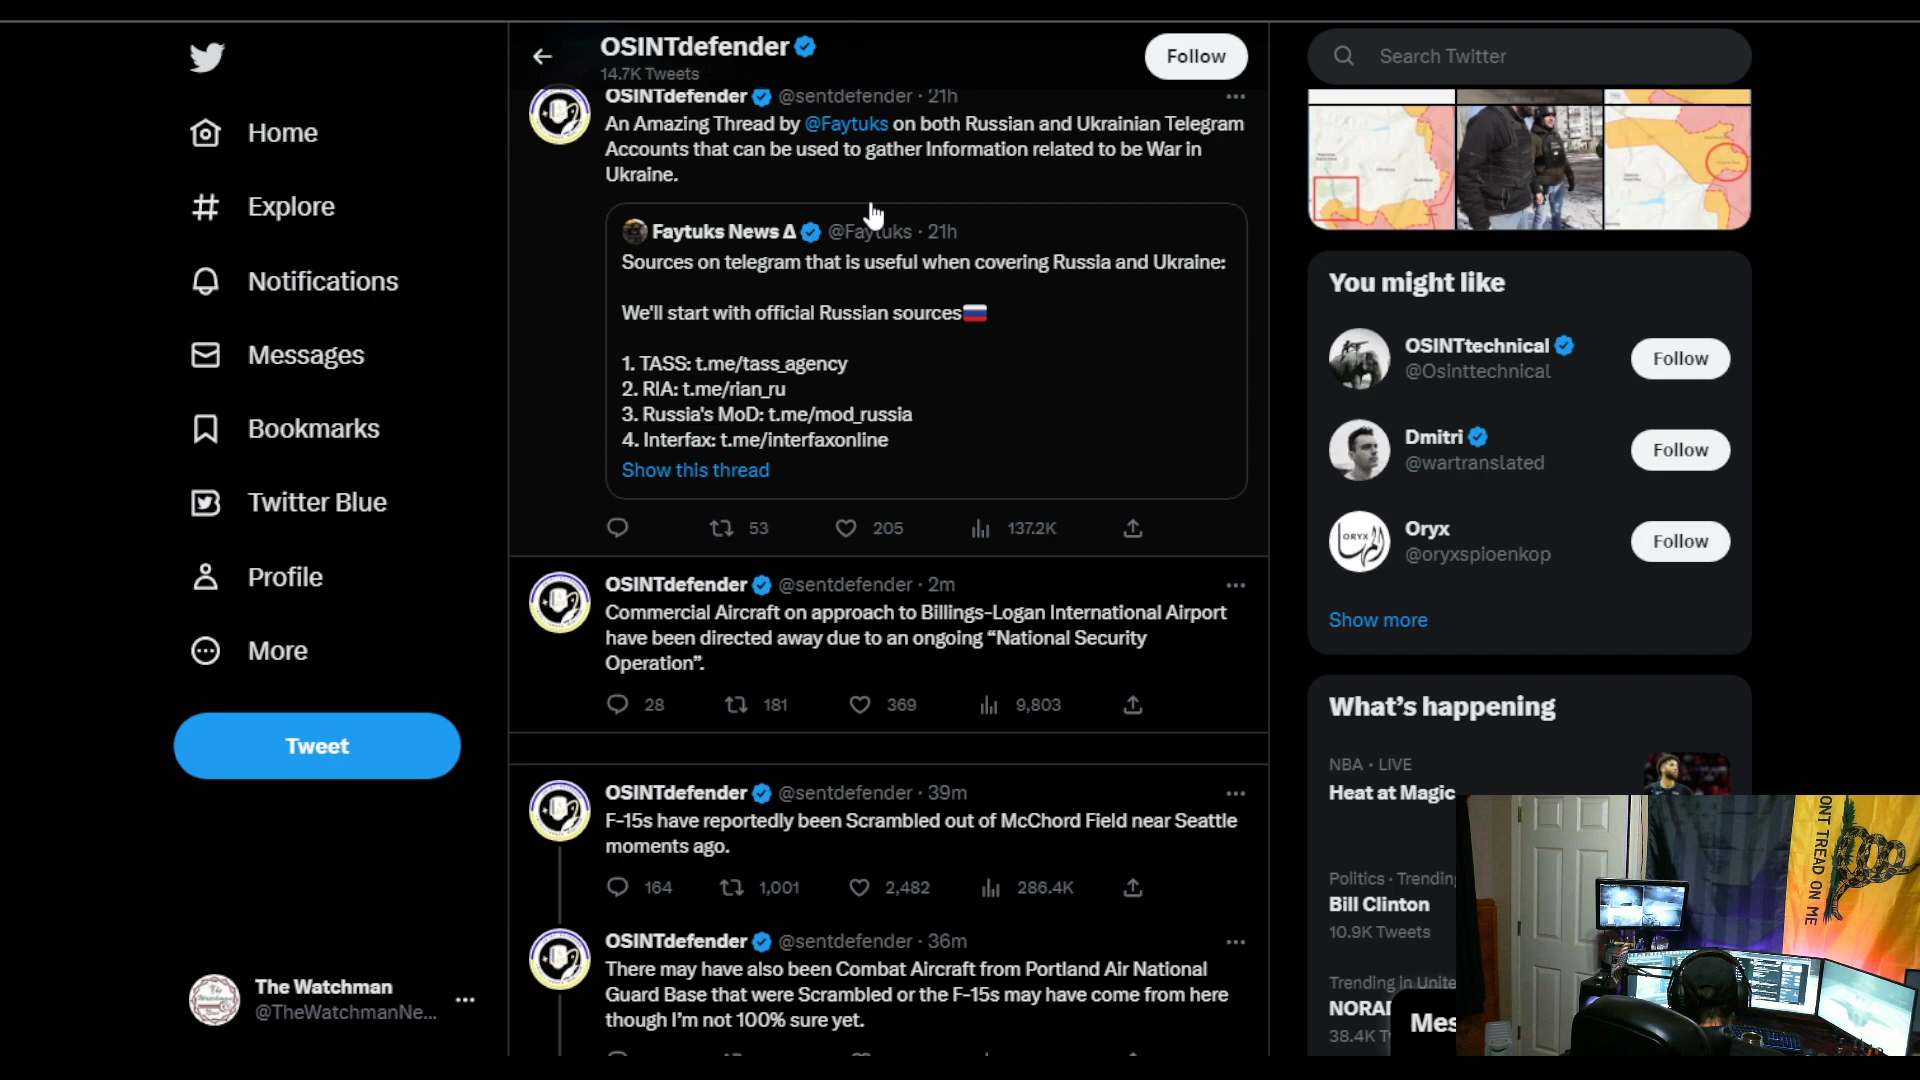 Home
Explore
Notifications
Messages
Bookmarks
Twitter Blue
Profile
More
Tweet
The Watchman
@TheWatchmanNe...
OSINTdefender
14.7K Tweets
Follow
OSINTdefender @sentdefender · 21h
An Amazing Thread by @Faytuks on both Russian and Ukrainian Telegram
Accounts that can be used to gather Information related to be War in
Ukraine.
Faytuks News Δ @Faytuks · 21h
Sources on telegram that is useful when covering Russia and Ukraine:
We'll start with official Russian sources🇷🇺
1. TASS: t.me/tass_agency
2. RIA: t.me/rian_ru
3. Russia's MoD: t.me/mod_russia
4. Interfax: t.me/interfaxonline
Show this thread
53 205 137.2K
OSINTdefender @sentdefender · 2m
Commercial Aircraft on approach to Billings-Logan International Airport
have been directed away due to an ongoing “National Security
Operation”.
28 181 369 9,803
OSINTdefender @sentdefender · 39m
F-15s have reportedly been Scrambled out of McChord Field near Seattle
moments ago.
164 1,001 2,482 286.4K
OSINTdefender @sentdefender · 36m
There may have also been Combat Aircraft from Portland Air National
Guard Base that were Scrambled or the F-15s may have come from here
though I'm not 100% sure yet.
Search Twitter
You might like
OSINTtechnical
@Osinttechnical
Follow
Dmitri
@wartranslated
Follow
ORYX
Oryx
@oryxspioenkop
Follow
Show more
What's happening
NBA · LIVE
Heat at Magic
Politics · Trending
Bill Clinton
10.9K Tweets
Trending in Unite
NORAD
38.4K T
Mes
ONT TREAD ON ME